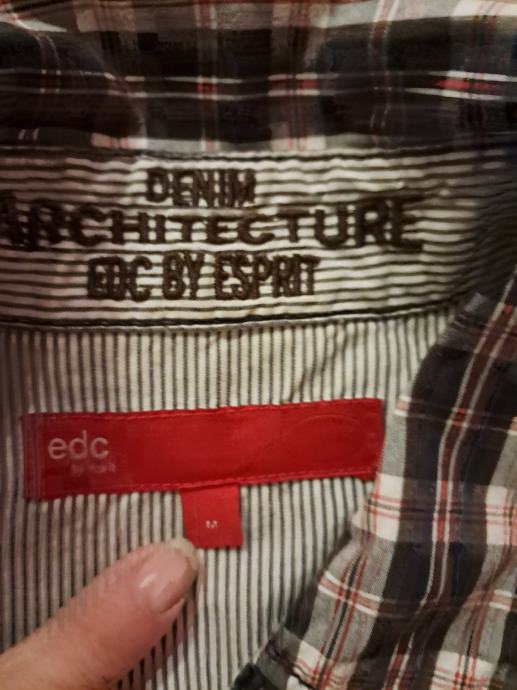 DENIM
ARCHITECTURE
EDC BY ESPRIT
edc
M